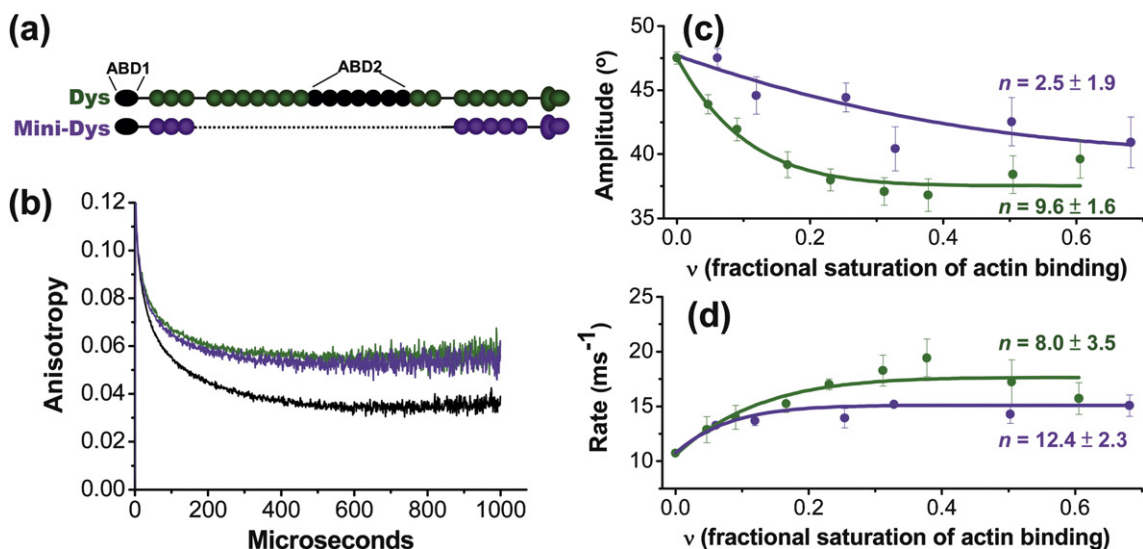 (a)
ABD1
ABD2
Dys
Mini-Dys
(b)
0.12
0.10
0.08
0.06
0.04
0.02
0.00
Anisotropy
0 200 400 600 800 1000
Microseconds
(c)
n = 2.5 ± 1.9
n = 9.6 ± 1.6
50
45
40
35
Amplitude (º)
0.0 0.2 0.4 0.6
ν (fractional saturation of actin binding)
(d)
n = 8.0 ± 3.5
n = 12.4 ± 2.3
25
20
15
10
Rate (ms-1)
0.0 0.2 0.4 0.6
ν (fractional saturation of actin binding)